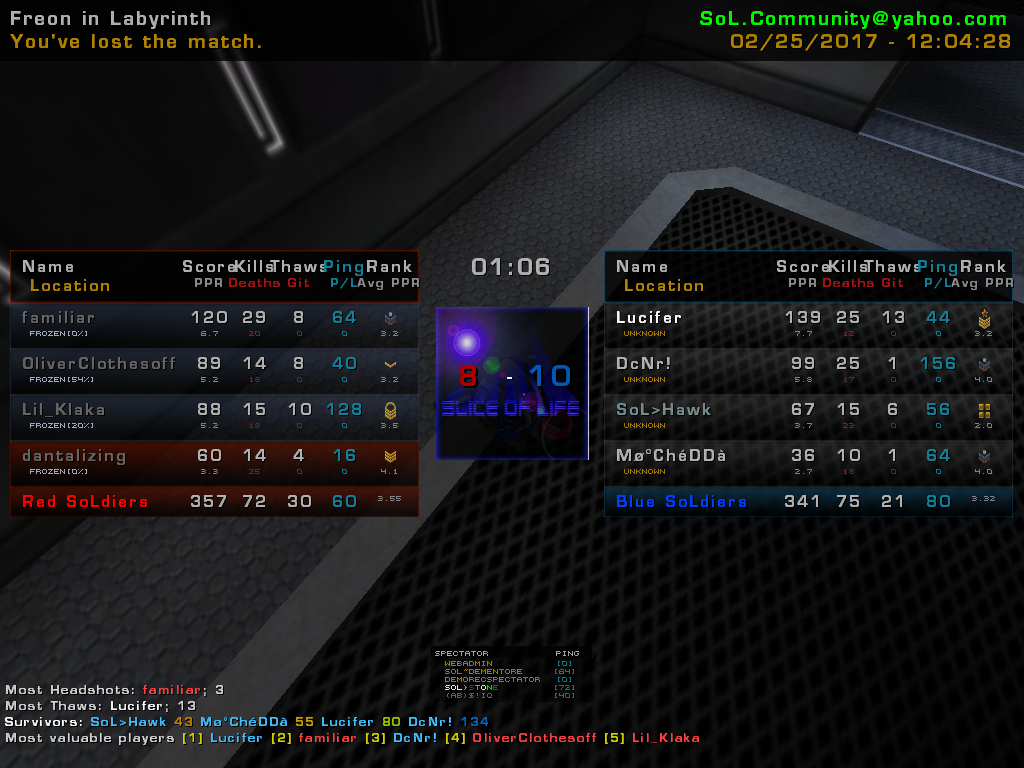 Freon in Labyrinth
SoL.Community@yahoo.com
You've lost the match.
02/25/2017 - 12:04:28
Name Score Kills Thaws Ping Rank
Location PPR Deaths Git P/L Avg PPR
familiar 120 29 8 64
FROZEN[0%] 6.7 20 0 0 3.2
OliverClothesoff 89 14 8 40
FROZEN[54%] 5.2 18 0 0 3.2
Lil_Klaka 88 15 10 128
FROZEN[20%] 5.2 18 0 0 3.5
dantalizing 60 14 4 16
FROZEN[0%] 3.3 25 0 0 4.1
Red SoLdiers 357 72 30 60 3.55
01:06
8 - 10
SLICE OF LIFE
Name Score Kills Thaws Ping Rank
Location PPR Deaths Git P/L Avg PPR
Lucifer 139 25 13 44
UNKNOWN 7.7 12 0 0 3.2
DcNr! 99 25 1 156
UNKNOWN 5.8 17 0 0 4.0
SoL>Hawk 67 15 6 56
UNKNOWN 3.7 23 0 0 2.0
Mø°ChéDDà 36 10 1 64
UNKNOWN 2.7 18 0 0 4.0
Blue SoLdiers 341 75 21 80 3.32
SPECTATOR PING
WEBADMIN [0]
SOL"DEMENTORE [64]
DEMORECSPECTATOR [0]
SOL>STONE [72]
(AB)$!IQ [40]
Most Headshots: familiar; 3
Most Thaws: Lucifer; 13
Survivors: SoL>Hawk 43 Mø°ChéDDà 55 Lucifer 80 DcNr! 134
Most valuable players [1] Lucifer [2] familiar [3] DcNr! [4] OliverClothesoff [5] Lil_Klaka